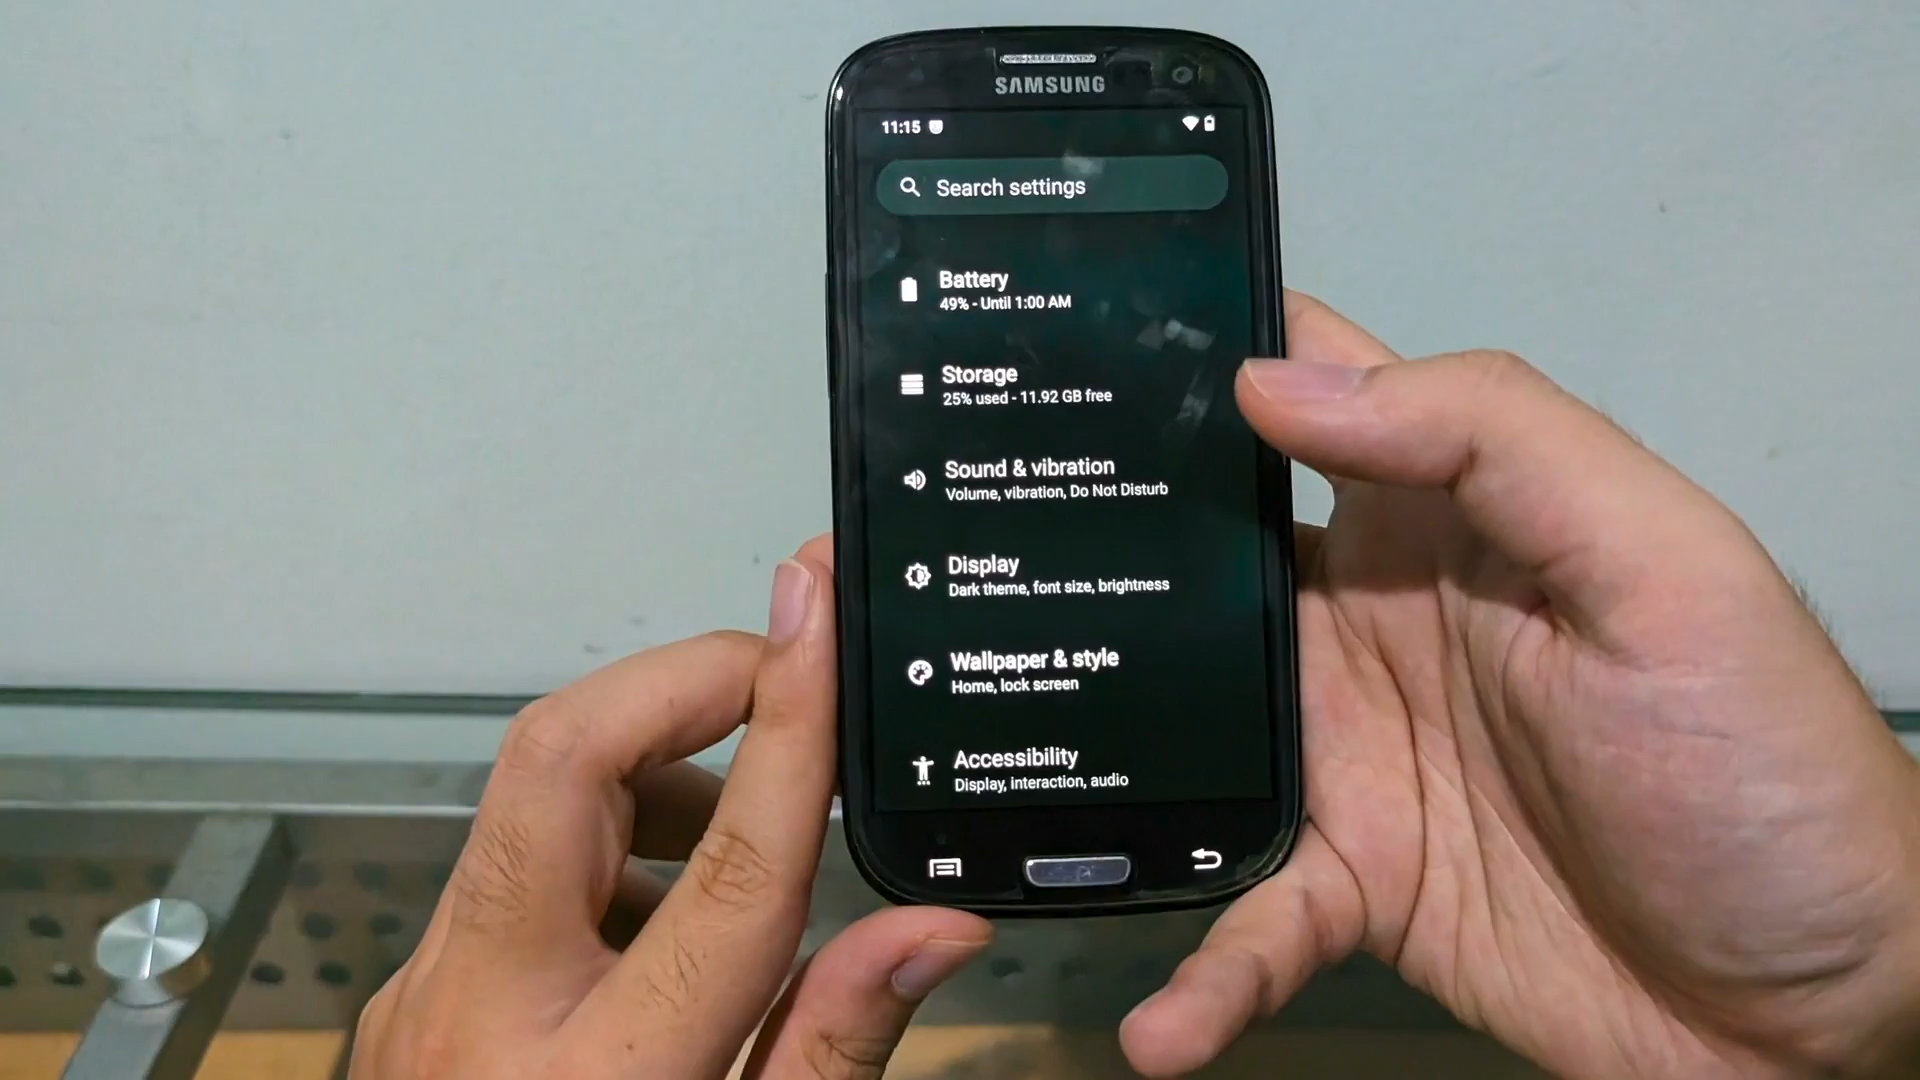 SAMSUNG
11:15
Search settings
Battery
49% - Until 1:00 AM
Storage
25% used - 11.92 GB free
Sound & vibration
Volume, vibration, Do Not Disturb
Display
Dark theme, font size, brightness
Wallpaper & style
Home, lock screen
Accessibility
Display, interaction, audio